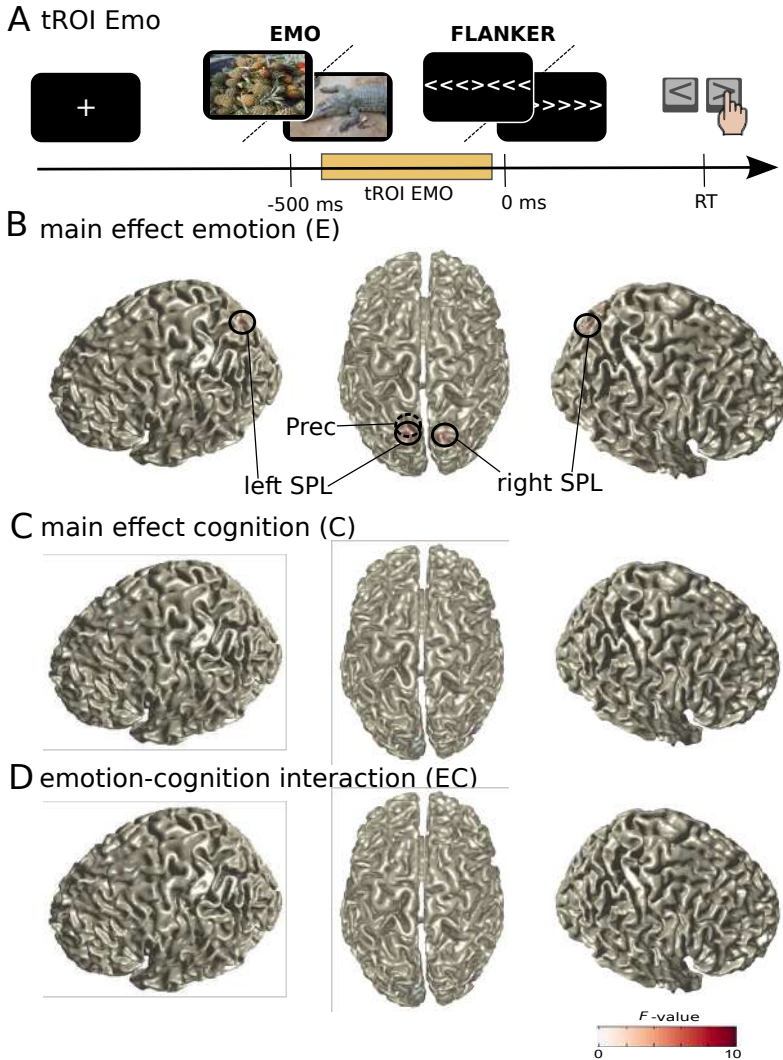 A tROI Emo
EMO
FLANKER
+
<<<><<<
>>>>>
< >
-500 ms
tROI EMO
0 ms
RT
B main effect emotion (E)
Prec
left SPL
right SPL
C main effect cognition (C)
D emotion-cognition interaction (EC)
F-value
0
10